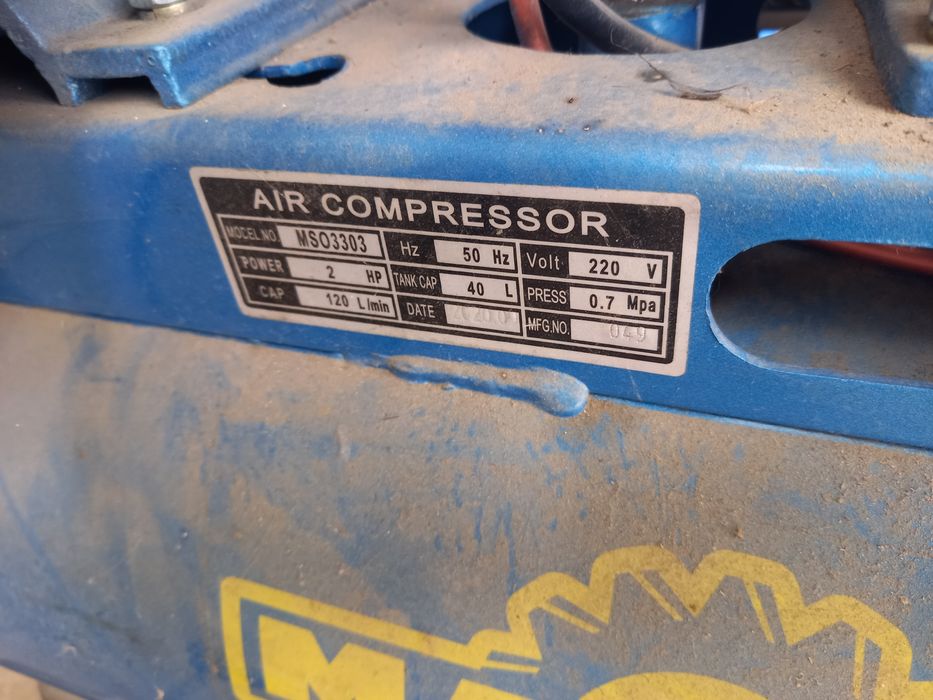 AIR COMPRESSOR
MODEL.NO. MSO3303 Hz 50 Hz Volt 220 V
POWER 2 HP TANK CAP 40 L PRESS 0.7 Mpa
CAP 120 L/min DATE MFG.NO. 049